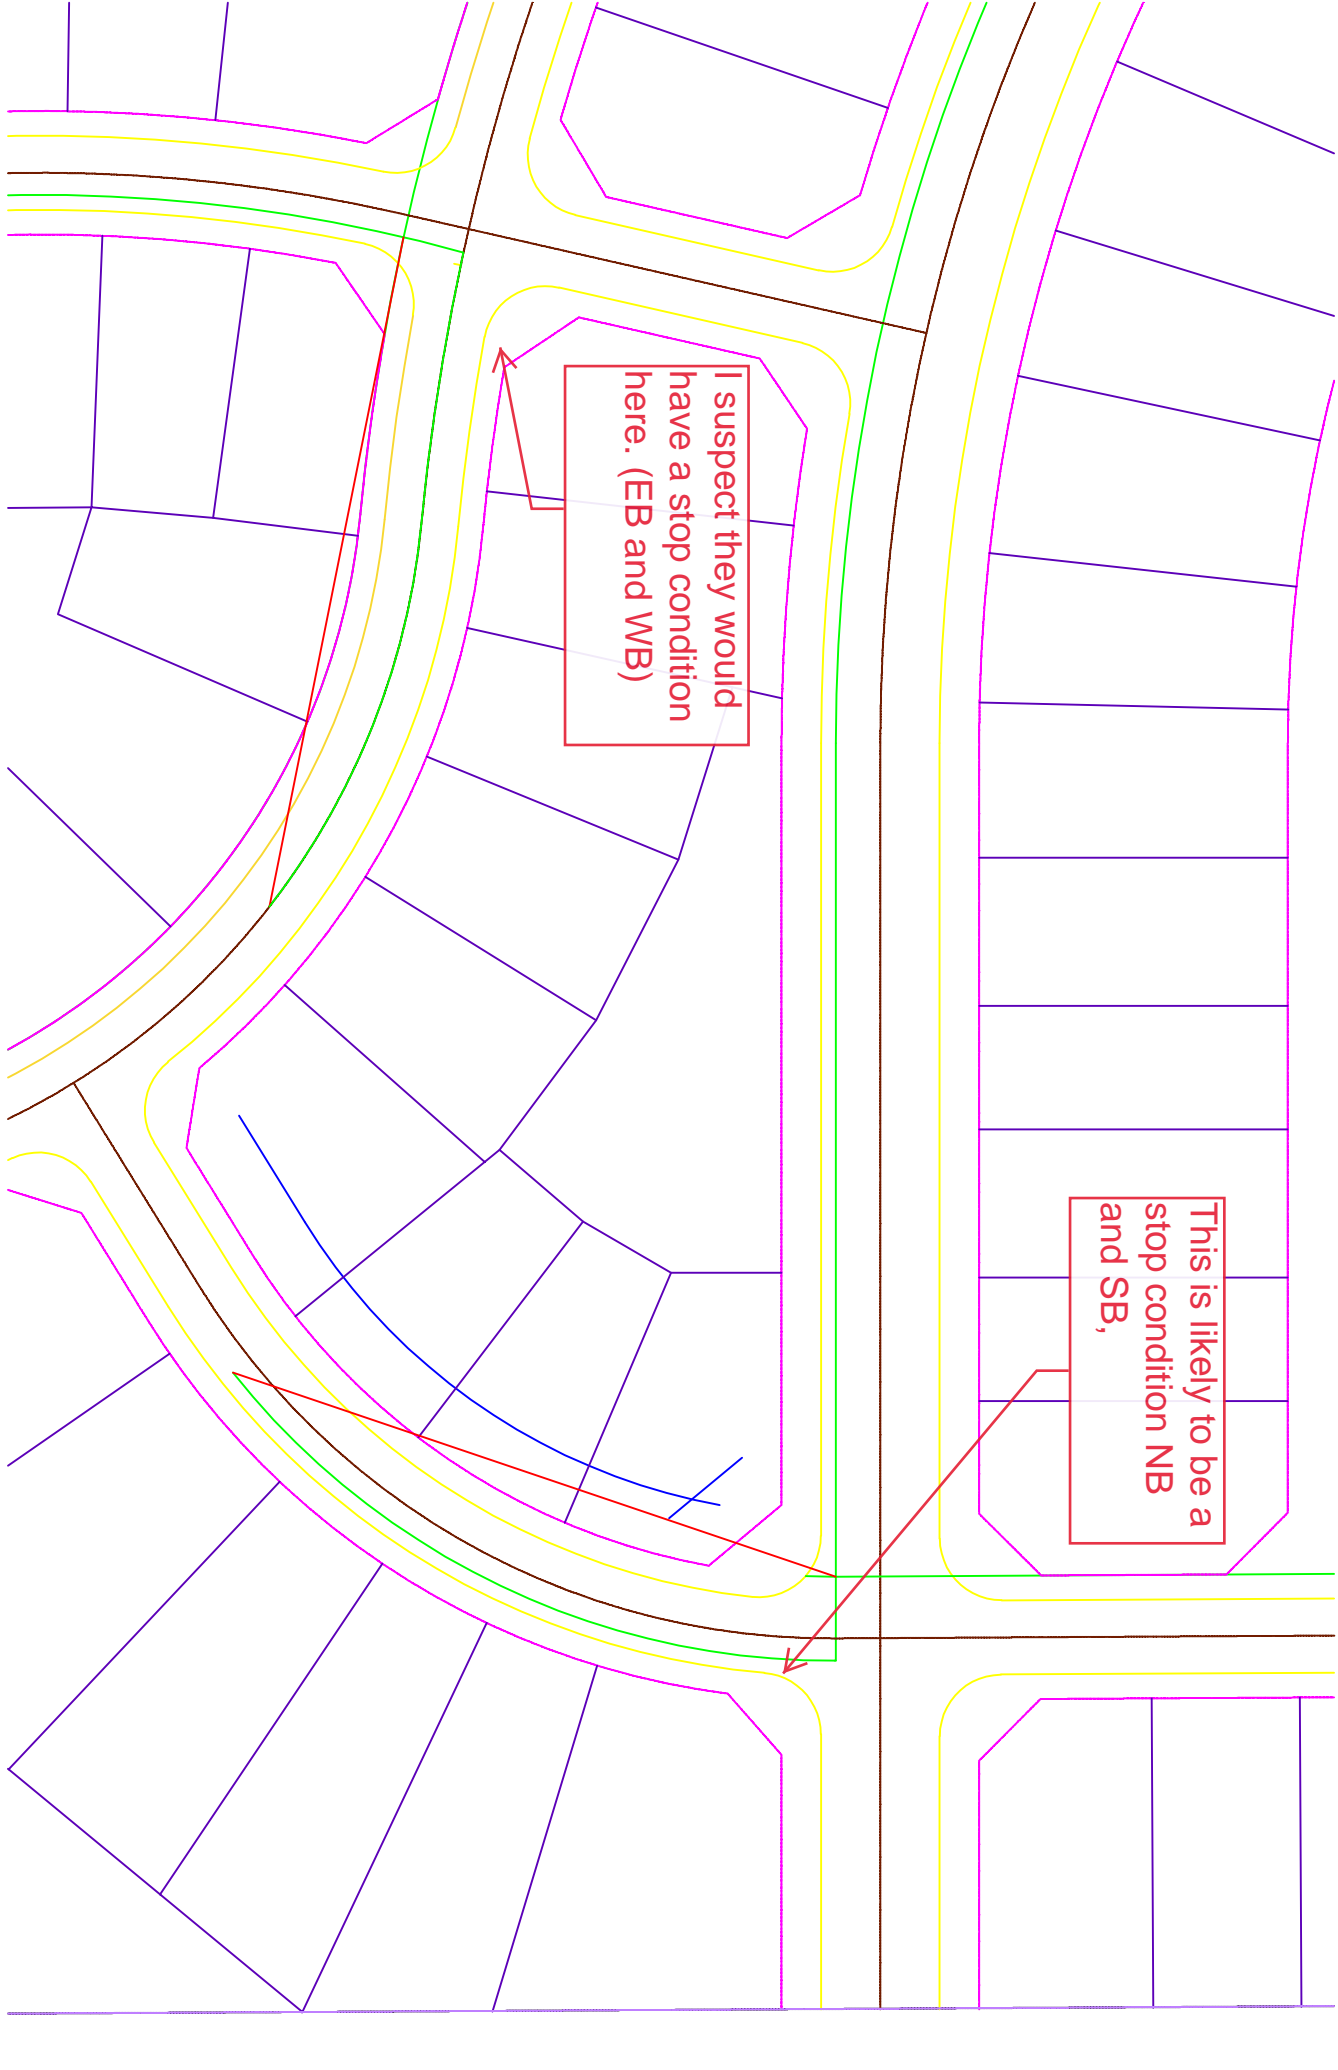 I suspect they would
have a stop condition
here. (EB and WB)
This is likely to be a
stop condition NB
and SB,